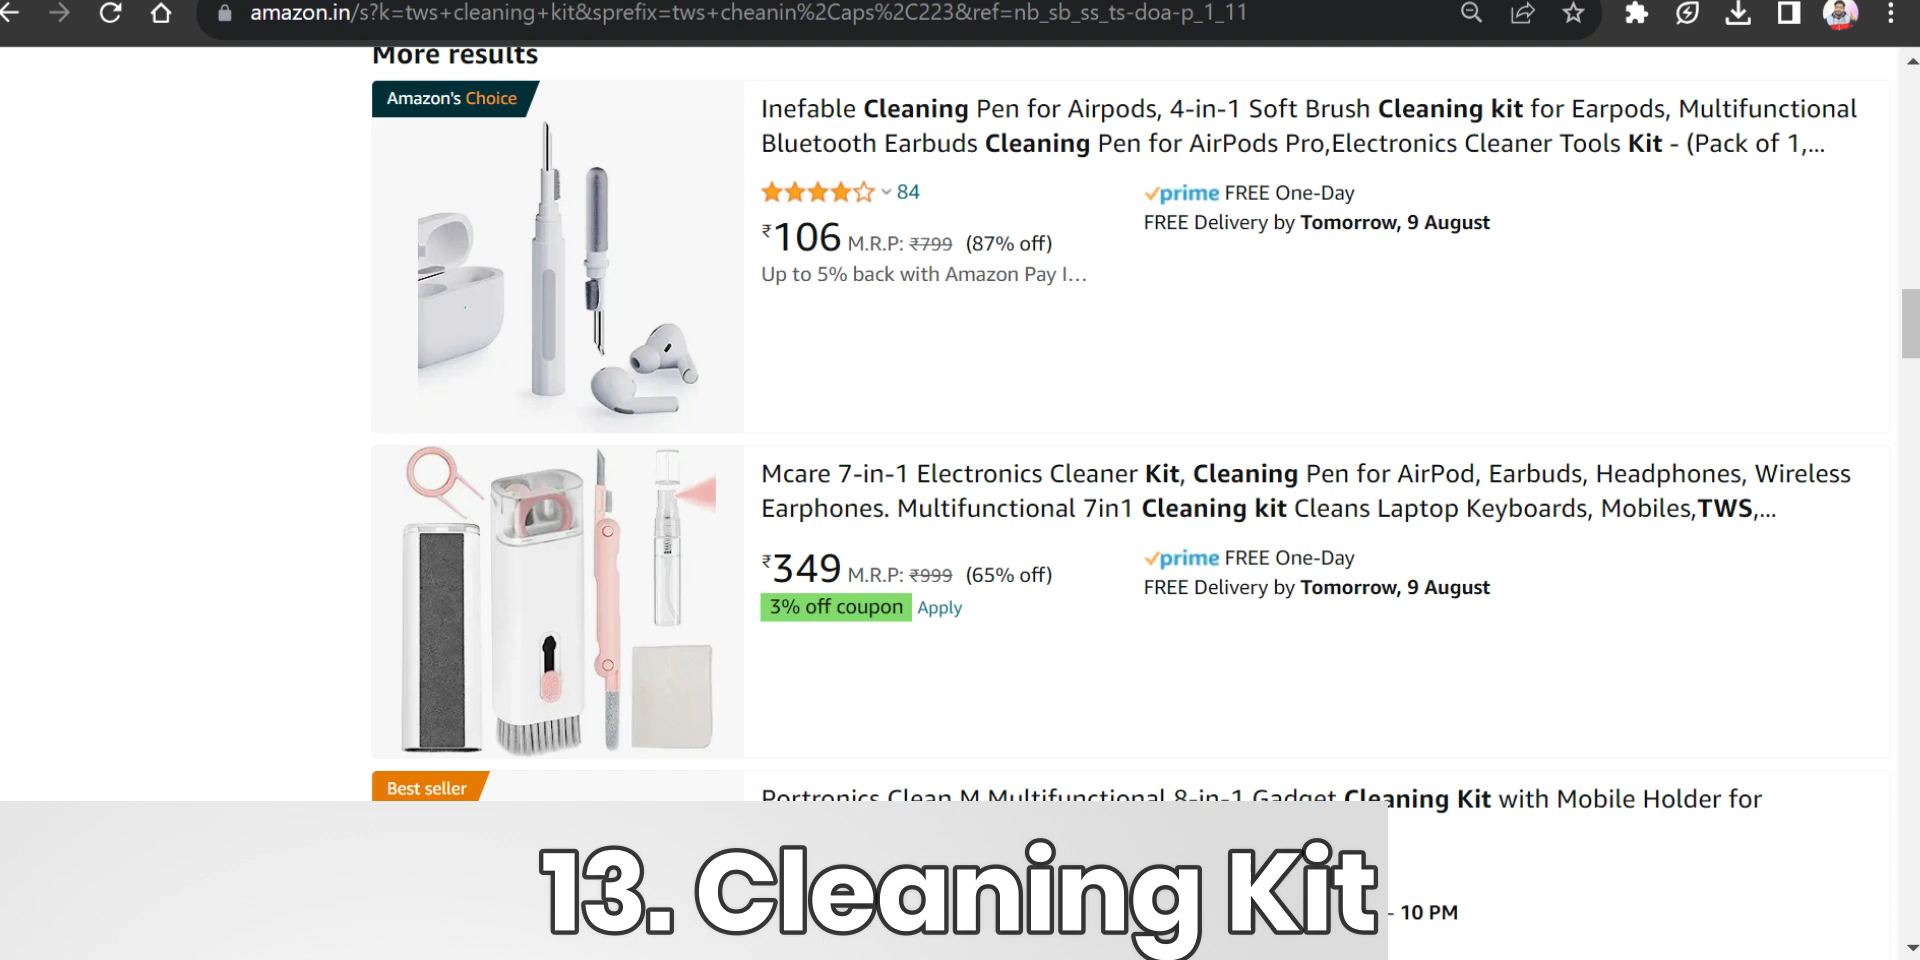 amazon.in/s?k=tws+cleaning+kit&sprefix=tws+cheanin%2Caps%2C223&ref=nb_sb_ss_ts-doa-p_1_11
More results
Amazon's Choice
Inefable Cleaning Pen for Airpods, 4-in-1 Soft Brush Cleaning kit for Earpods, Multifunctional
Bluetooth Earbuds Cleaning Pen for AirPods Pro,Electronics Cleaner Tools Kit - (Pack of 1,...
84
₹106 M.R.P: ₹799 (87% off)
Up to 5% back with Amazon Pay I...
prime FREE One-Day
FREE Delivery by Tomorrow, 9 August
Mcare 7-in-1 Electronics Cleaner Kit, Cleaning Pen for AirPod, Earbuds, Headphones, Wireless
Earphones. Multifunctional 7in1 Cleaning kit Cleans Laptop Keyboards, Mobiles,TWS,...
₹349 M.R.P: ₹999 (65% off)
3% off coupon Apply
prime FREE One-Day
FREE Delivery by Tomorrow, 9 August
Best seller
Portronics Clean M Multifunctional 8-in-1 Gadget Cleaning Kit with Mobile Holder for
- 10 PM
13. Cleaning Kit